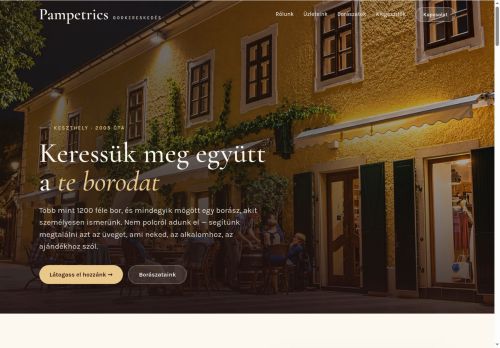 Pampetrics BORKERESKEDÉS
Rólunk Üzleteink Borászatok Kiegészítők Kapcsolat
KESZTHELY · 2005 ÓTA
Keressük meg együtt
a te borodat
Több mint 1200 féle bor, és mindegyik mögött egy borász, akit
személyesen ismerünk. Nem polcról adunk el — segítünk
megtalálni azt az üveget, ami neked, az alkalomhoz, az
ajándékhoz szól.
Látogass el hozzánk → Borászataink